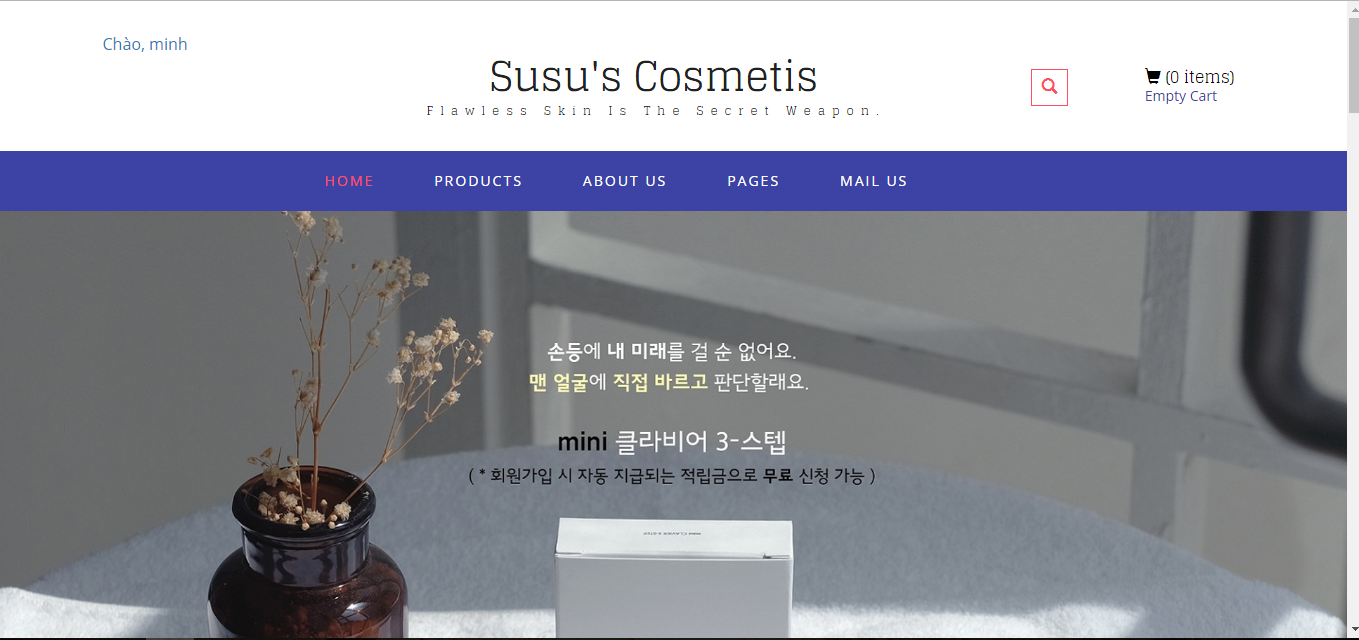 Chào, minh
Susu's Cosmetis
Flawless Skin Is The Secret Weapon.
(0 items)
Empty Cart
HOME PRODUCTS ABOUT US PAGES MAIL US
손등에 내 미래를 걸 순 없어요.
맨 얼굴에 직접 바르고 판단할래요.
mini 클라비어 3-스텝
( * 회원가입 시 자동 지급되는 적립금으로 무료 신청 가능 )